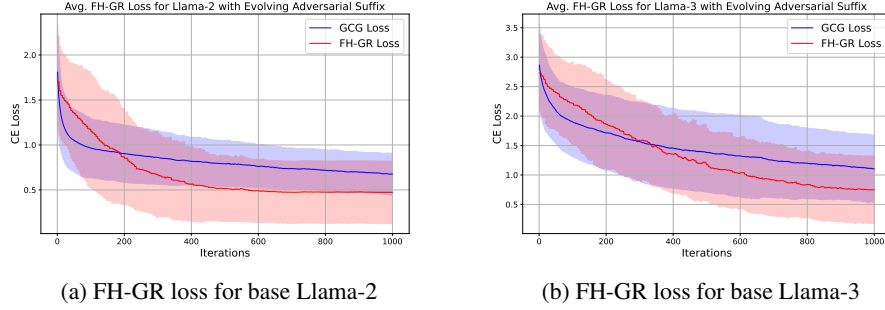 Avg. FH-GR Loss for Llama-2 with Evolving Adversarial Suffix
GCG Loss
FH-GR Loss
CE Loss
2.0
1.5
1.0
0.5
0
200
400
600
800
1000
Iterations
(a) FH-GR loss for base Llama-2
Avg. FH-GR Loss for Llama-3 with Evolving Adversarial Suffix
GCG Loss
FH-GR Loss
CE Loss
3.5
3.0
2.5
2.0
1.5
1.0
0.5
0
200
400
600
800
1000
Iterations
(b) FH-GR loss for base Llama-3